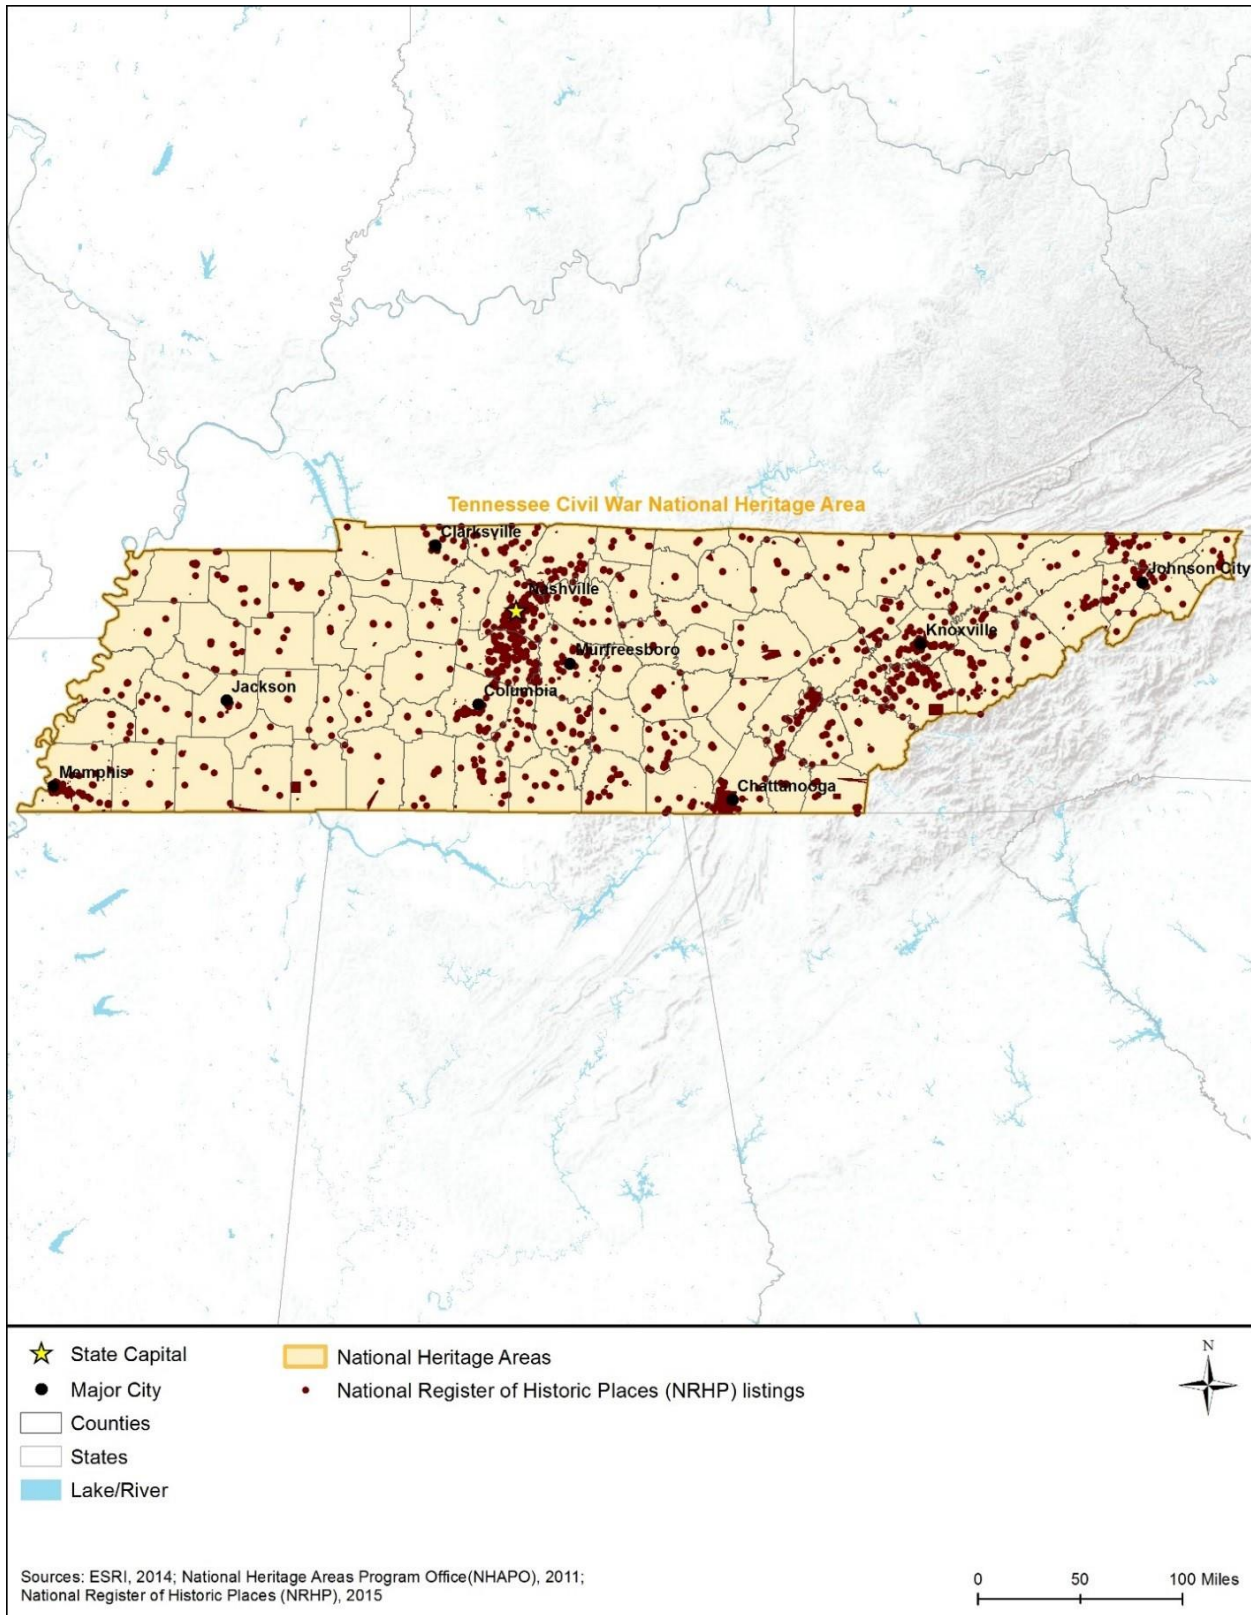 Tennessee Civil War National Heritage Area
Clarksville
Nashville
Johnson City
Knoxville
Murfreesboro
Jackson
Columbia
Memphis
Chattanooga
State Capital
Major City
Counties
States
Lake/River
National Heritage Areas
National Register of Historic Places (NRHP) listings
N
Sources: ESRI, 2014; National Heritage Areas Program Office(NHAPO), 2011;
National Register of Historic Places (NRHP), 2015
0 50 100 Miles